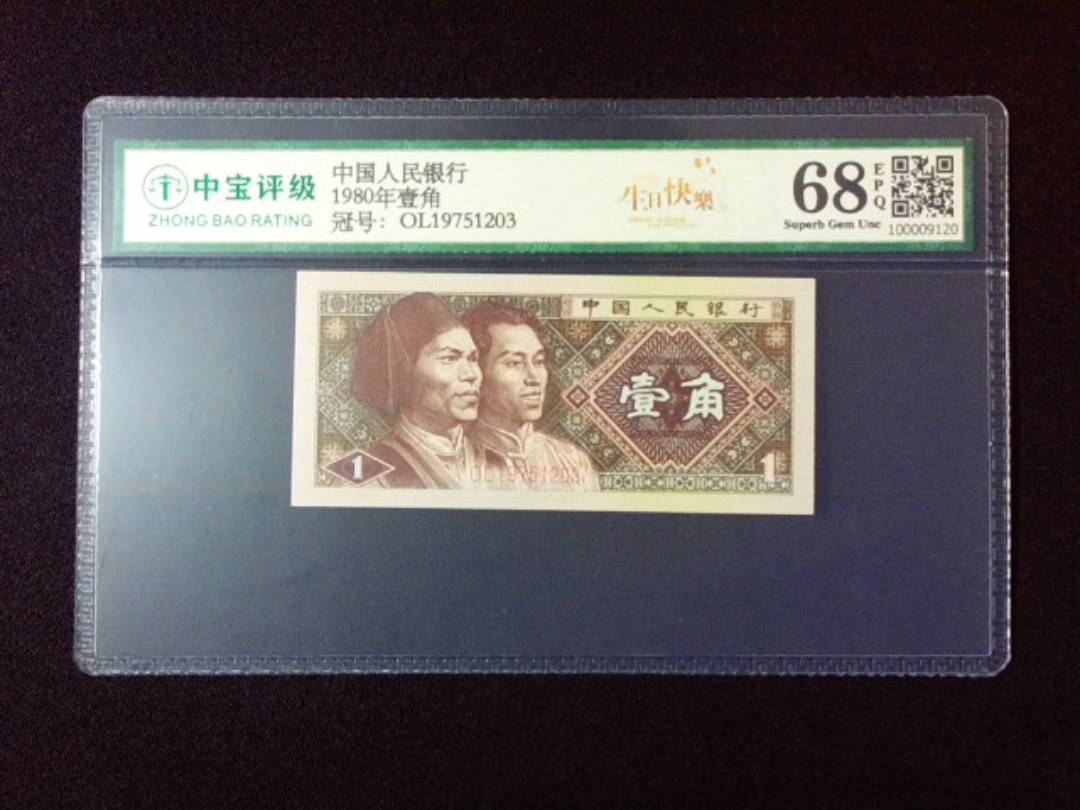 中宝评级
ZHONG BAO RATING
中国人民银行
1980年壹角
冠号：OL19751203
生日快樂
68
EPQ
Superb Gem Unc
100009120
中国人民银行
壹角
1
OL19751203
1